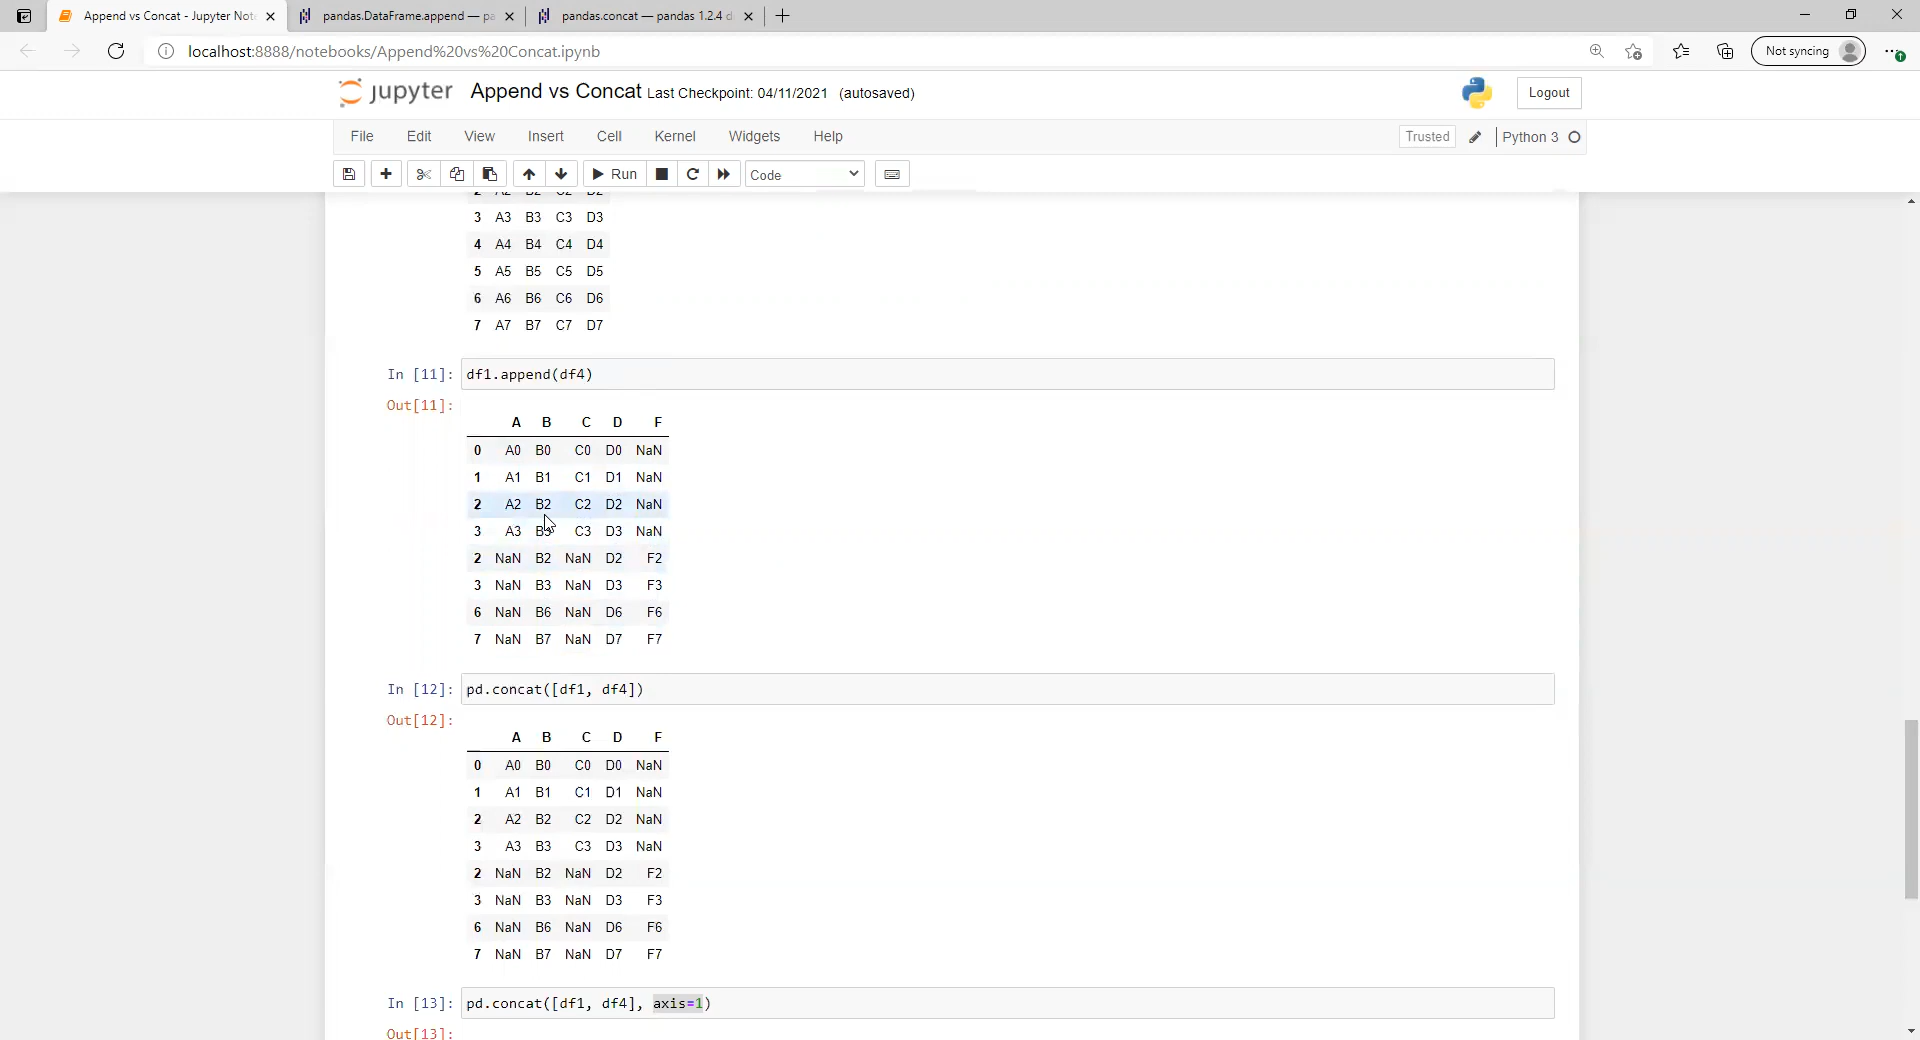 Append vs Concat - Jupyter Not
pandas.DataFrame.append — pa
pandas.concat — pandas 1.2.4 d
localhost:8888/notebooks/Append%20vs%20Concat.ipynb
Not syncing
jupyter Append vs Concat Last Checkpoint: 04/11/2021 (autosaved)
Logout
File Edit View Insert Cell Kernel Widgets Help
Trusted Python 3
Run Code
2 A2 B2 C2 D2
3 A3 B3 C3 D3
4 A4 B4 C4 D4
5 A5 B5 C5 D5
6 A6 B6 C6 D6
7 A7 B7 C7 D7
In [11]: df1.append(df4)
Out[11]:
A B C D F
0 A0 B0 C0 D0 NaN
1 A1 B1 C1 D1 NaN
2 A2 B2 C2 D2 NaN
3 A3 B3 C3 D3 NaN
2 NaN B2 NaN D2 F2
3 NaN B3 NaN D3 F3
6 NaN B6 NaN D6 F6
7 NaN B7 NaN D7 F7
In [12]: pd.concat([df1, df4])
Out[12]:
A B C D F
0 A0 B0 C0 D0 NaN
1 A1 B1 C1 D1 NaN
2 A2 B2 C2 D2 NaN
3 A3 B3 C3 D3 NaN
2 NaN B2 NaN D2 F2
3 NaN B3 NaN D3 F3
6 NaN B6 NaN D6 F6
7 NaN B7 NaN D7 F7
In [13]: pd.concat([df1, df4], axis=1)
Out[13]: